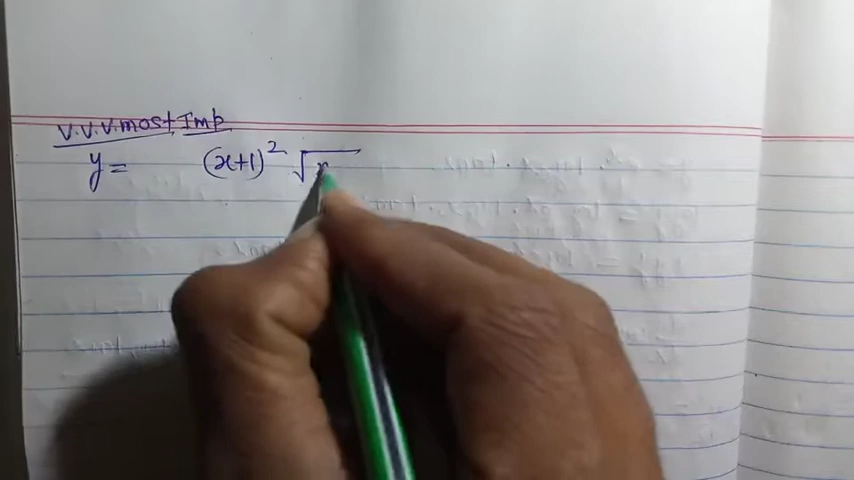 V.V.V.most Imp
y = (x+1)² √x